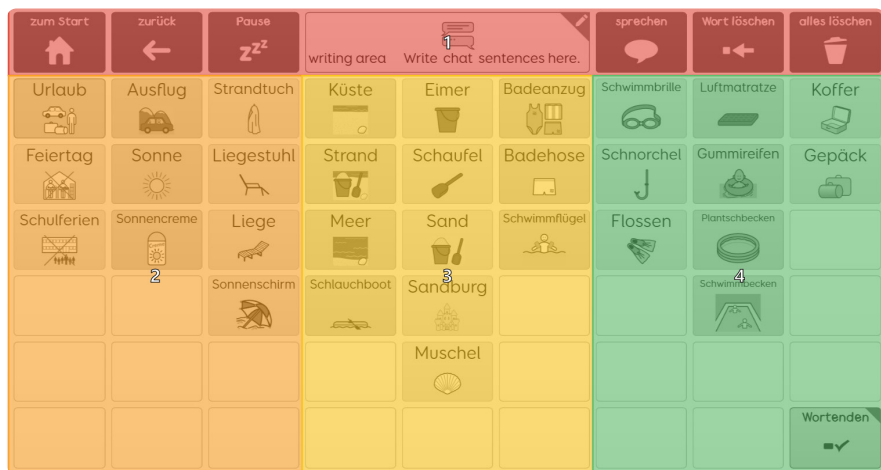 zum Start zurück Pause sprechen Wort löschen alles löschen
zzz
1
writing area Write chat sentences here.
Urlaub Ausflug Strandtuch Küste Eimer Badeanzug Schwimmbrille Luftmatratze Koffer
Feiertag Sonne Liegestuhl Strand Schaufel Badehose Schnorchel Gummireifen Gepäck
Schulferien Sonnencreme Liege Meer Sand Schwimmflügel Flossen Plantschbecken
2 3 4
Sonnenschirm Schlauchboot Sandburg Schwimmbecken
Muschel
Wortenden